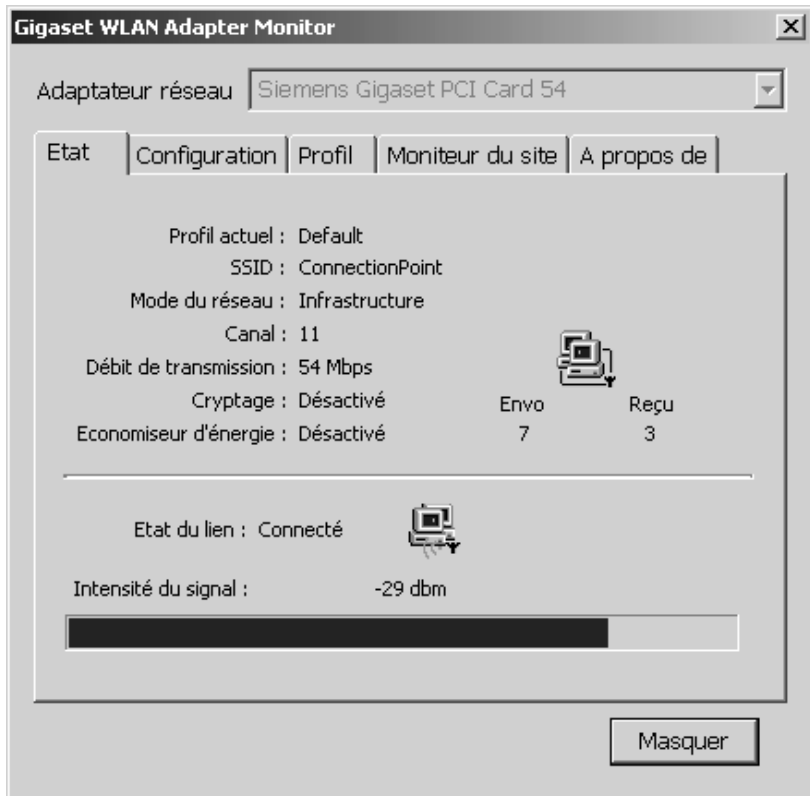 Gigaset WLAN Adapter Monitor
Adaptateur réseau Siemens Gigaset PCI Card 54
Etat Configuration Profil Moniteur du site A propos de
Profil actuel : Default
SSID : ConnectionPoint
Mode du réseau : Infrastructure
Canal : 11
Débit de transmission : 54 Mbps
Cryptage : Désactivé Envo Reçu
Economiseur d'énergie : Désactivé 7 3
Etat du lien : Connecté
Intensité du signal : -29 dbm
Masquer